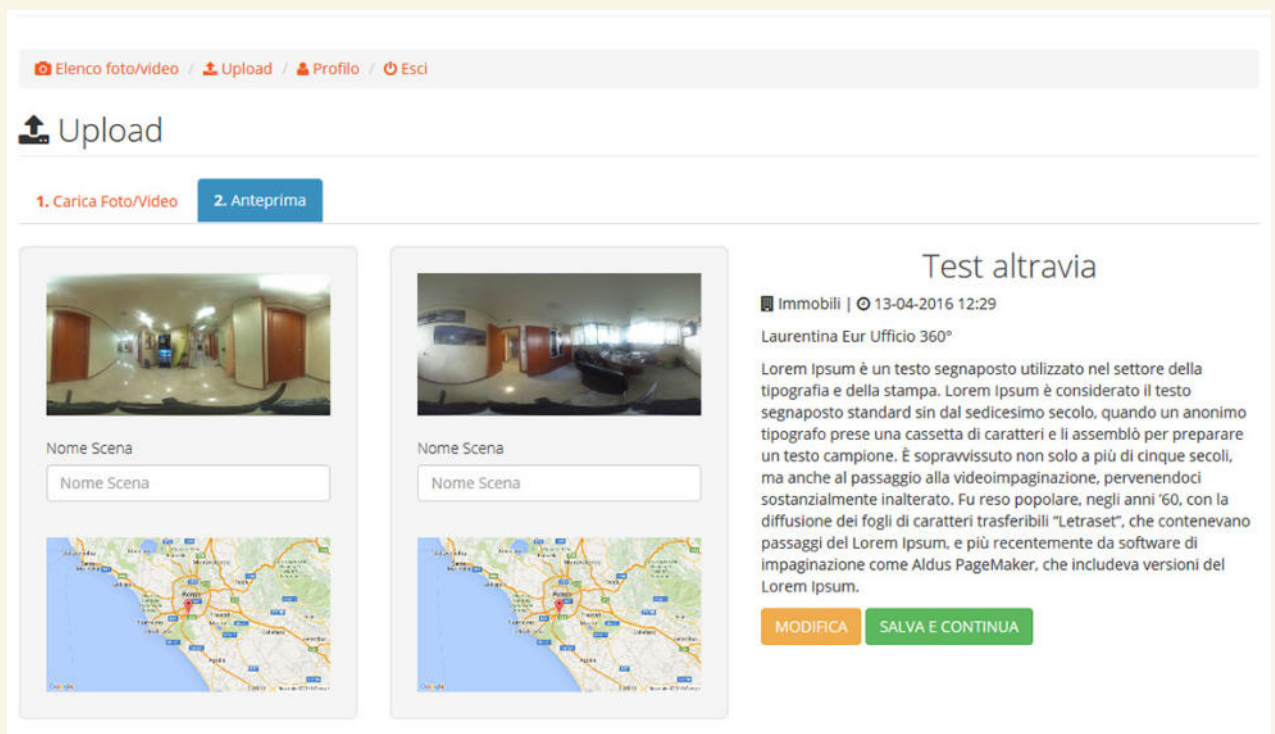 Elenco foto/video / Upload / Profilo / Esci
Upload
1. Carica Foto/Video
2. Anteprima
Nome Scena
Nome Scena
Roma
Google
Nome Scena
Nome Scena
Roma
Google
Test altravia
Immobili | 13-04-2016 12:29
Laurentina Eur Ufficio 360°
Lorem Ipsum è un testo segnaposto utilizzato nel settore della
tipografia e della stampa. Lorem Ipsum è considerato il testo
segnaposto standard sin dal sedicesimo secolo, quando un anonimo
tipografo prese una cassetta di caratteri e li assemblò per preparare
un testo campione. È sopravvissuto non solo a più di cinque secoli,
ma anche al passaggio alla videoimpaginazione, pervenendoci
sostanzialmente inalterato. Fu reso popolare, negli anni ’60, con la
diffusione dei fogli di caratteri trasferibili “Letraset”, che contenevano
passaggi del Lorem Ipsum, e più recentemente da software di
impaginazione come Aldus PageMaker, che includeva versioni del
Lorem Ipsum.
MODIFICA
SALVA E CONTINUA